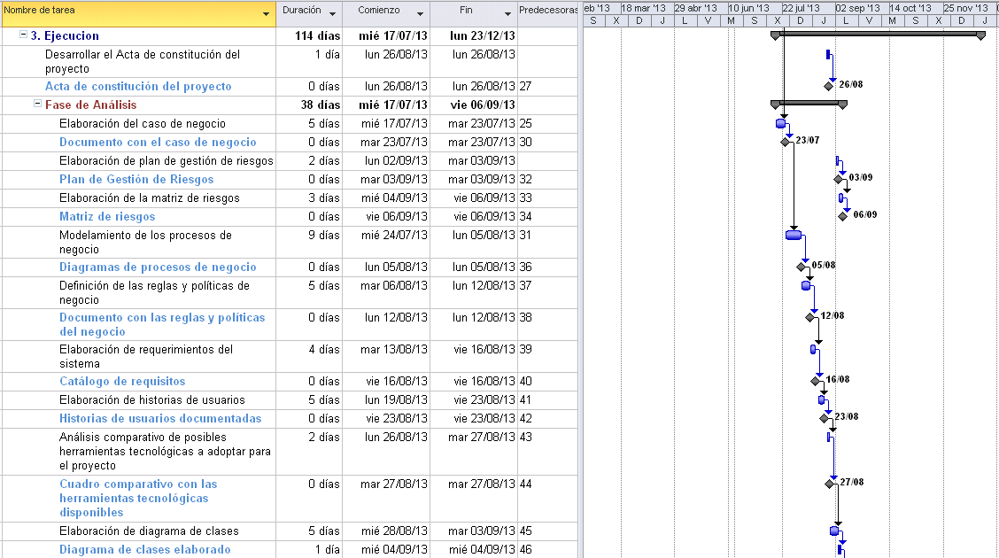 Nombre de tarea Duración Comienzo Fin Predecesoras eb '13 18 mar '13 29 abr '13 10 jun '13 22 jul '13 02 sep '13 14 oct '13 25 nov '13 0
S X D J L V M S X D J L V M S X D J
3. Ejecucion 114 días mié 17/07/13 lun 23/12/13
Desarrollar el Acta de constitución del 1 día lun 26/08/13 lun 26/08/13
proyecto
Acta de constitución del proyecto 0 días lun 26/08/13 lun 26/08/13 27 26/08
Fase de Análisis 38 días mié 17/07/13 vie 06/09/13
Elaboración del caso de negocio 5 días mié 17/07/13 mar 23/07/13 25
Documento con el caso de negocio 0 días mar 23/07/13 mar 23/07/13 30 23/07
Elaboración de plan de gestión de riesgos 2 días lun 02/09/13 mar 03/09/13
Plan de Gestión de Riesgos 0 días mar 03/09/13 mar 03/09/13 32 03/09
Elaboración de la matriz de riesgos 3 días mié 04/09/13 vie 06/09/13 33
Matriz de riesgos 0 días vie 06/09/13 vie 06/09/13 34 06/09
Modelamiento de los procesos de 9 días mié 24/07/13 lun 05/08/13 31
negocio
Diagramas de procesos de negocio 0 días lun 05/08/13 lun 05/08/13 36 05/08
Definición de las reglas y políticas de 5 días mar 06/08/13 lun 12/08/13 37
negocio
Documento con las reglas y políticas 0 días lun 12/08/13 lun 12/08/13 38 12/08
del negocio
Elaboración de requerimientos del 4 días mar 13/08/13 vie 16/08/13 39
sistema
Catálogo de requisitos 0 días vie 16/08/13 vie 16/08/13 40 16/08
Elaboración de historias de usuarios 5 días lun 19/08/13 vie 23/08/13 41
Historias de usuarios documentadas 0 días vie 23/08/13 vie 23/08/13 42 23/08
Análisis comparativo de posibles 2 días lun 26/08/13 mar 27/08/13 43
herramientas tecnológicas a adoptar para
el proyecto
Cuadro comparativo con las 0 días mar 27/08/13 mar 27/08/13 44 27/08
herramientas tecnológicas
disponibles
Elaboración de diagrama de clases 5 días mié 28/08/13 mar 03/09/13 45
Diagrama de clases elaborado 1 día mié 04/09/13 mié 04/09/13 46